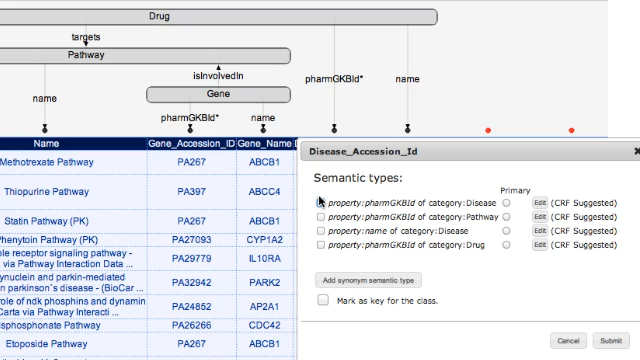 Drug
targets
Pathway
isInvolvedIn
pharmGKBId* name
name
Gene
pharmGKBId* name
Name Gene_Accession_ID Gene_Name
Methotrexate Pathway PA267 ABCB1
Thiopurine Pathway PA397 ABCC4
Statin Pathway (PK) PA267 ABCB1
Phenytoin Pathway (PK) PA27093 CYP1A2
le receptor signaling pathway -
via Pathway Interaction Data ... PA29779 IL10RA
synuclein and parkin-mediated
n parkinson`s disease - (BioCar ... PA32942 PARK2
role of ndk phosphins and dynamin
Carta via Pathway Interacti ... PA24852 AP2A1
isphosphonate Pathway PA26266 CDC42
Etoposide Pathway PA267 ABCB1
Disease_Accession_Id
Semantic types:
Primary
property:pharmGKBId of category:Disease Edit (CRF Suggested)
property:pharmGKBId of category:Pathway Edit (CRF Suggested)
property:name of category:Disease Edit (CRF Suggested)
property:pharmGKBId of category:Drug Edit (CRF Suggested)
Add synonym semantic type
Mark as key for the class.
Cancel Submit